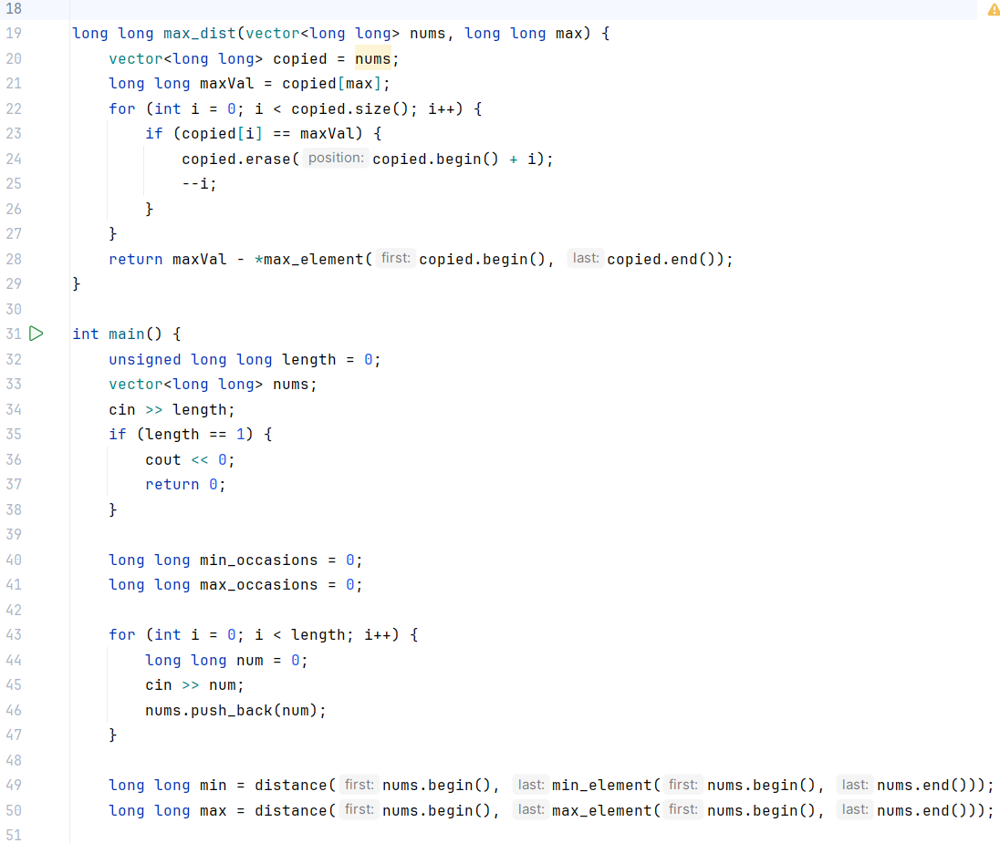 18
19 long long max_dist(vector<long long> nums, long long max) {
20     vector<long long> copied = nums;
21     long long maxVal = copied[max];
22     for (int i = 0; i < copied.size(); i++) {
23         if (copied[i] == maxVal) {
24             copied.erase( position: copied.begin() + i);
25             --i;
26         }
27     }
28     return maxVal - *max_element( first: copied.begin(), last: copied.end());
29 }
30
31 int main() {
32     unsigned long long length = 0;
33     vector<long long> nums;
34     cin >> length;
35     if (length == 1) {
36         cout << 0;
37         return 0;
38     }
39
40     long long min_occasions = 0;
41     long long max_occasions = 0;
42
43     for (int i = 0; i < length; i++) {
44         long long num = 0;
45         cin >> num;
46         nums.push_back(num);
47     }
48
49     long long min = distance( first: nums.begin(), last: min_element( first: nums.begin(), last: nums.end()));
50     long long max = distance( first: nums.begin(), last: max_element( first: nums.begin(), last: nums.end()));
51